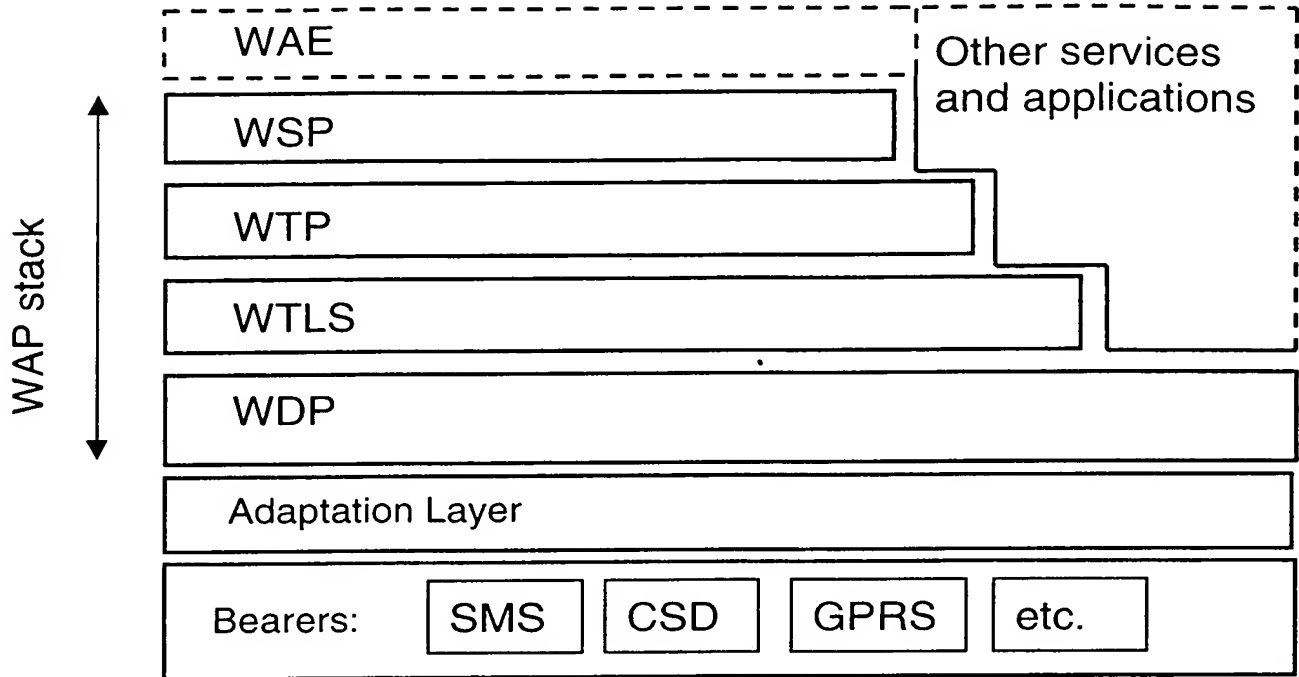 WAE
Other services
and applications
WSP
WTP
WTLS
WDP
WAP stack
Adaptation Layer
Bearers: SMS CSD GPRS etc.